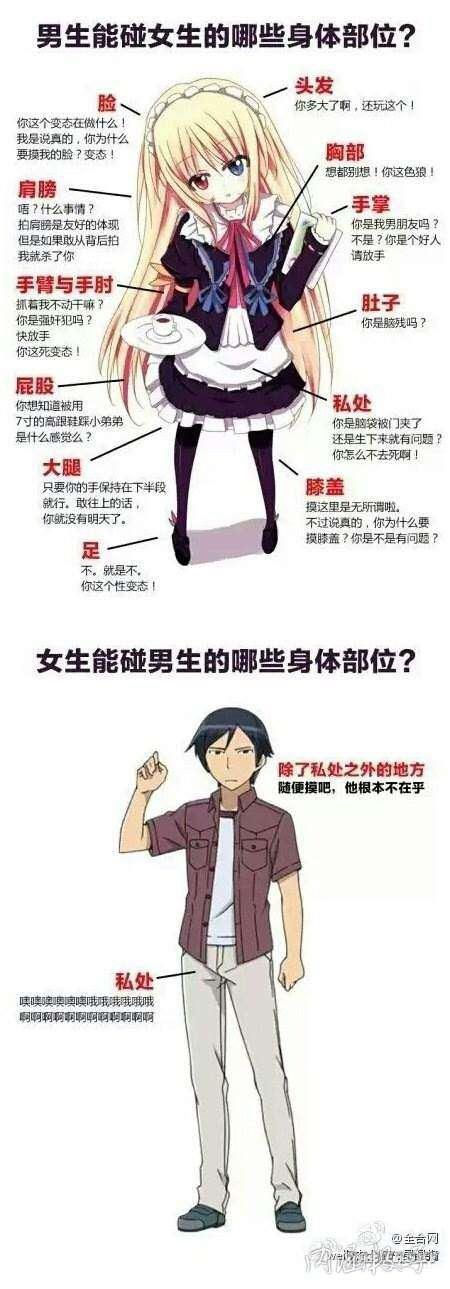 男生能碰女生的哪些身体部位？
脸
你这个变态在做什么！
我是说真的，你为什么
要摸我的脸？变态！
头发
你多大了啊，还玩这个！
胸部
想都别想！你这色狼！
肩膀
唔？什么事情？
拍肩膀是友好的体现
但是如果敢从背后拍
我就杀了你
手掌
你是我男朋友吗？
不是？你是个好人
请放手
手臂与手肘
抓着我不动干嘛？
你是强奸犯吗？
快放手
你这死变态！
肚子
你是脑残吗？
屁股
你想知道被用
7寸的高跟鞋踩小弟弟
是什么感觉么？
私处
你是脑袋被门夹了
还是生下来就有问题？
你怎么不去死啊！
大腿
只要你的手保持在下半段
就行。敢往上的话，
你就没有明天了。
膝盖
摸这里是无所谓啦。
不过说真的，你为什么要
摸膝盖？你是不是有问题？
足
不。就是不。
你这个性变态！
女生能碰男生的哪些身体部位？
除了私处之外的地方
随便摸吧，他根本不在乎
私处
噢噢噢噢噢噢哦哦哦哦哦哦
啊啊啊啊啊啊啊啊啊啊啊啊
@全台网